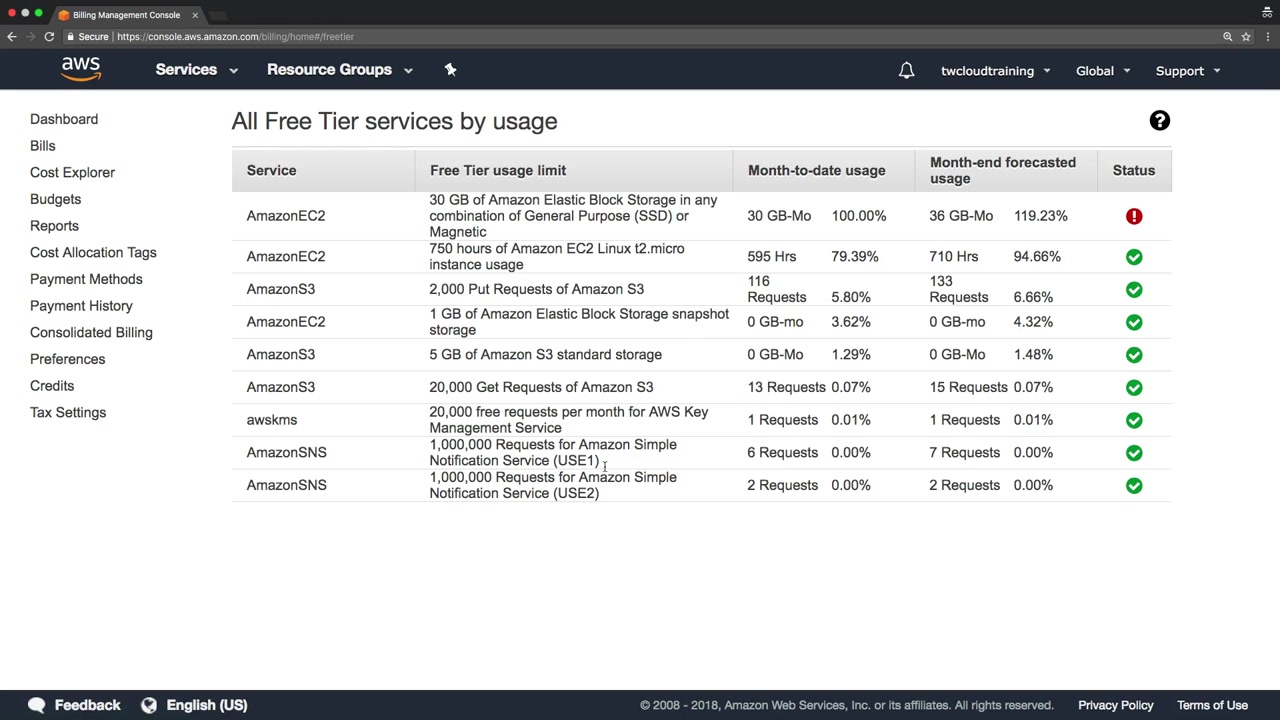 Billing Management Console
Secure | https://console.aws.amazon.com/billing/home#/freetier
aws Services Resource Groups twcloudtraining Global Support
Dashboard
Bills
Cost Explorer
Budgets
Reports
Cost Allocation Tags
Payment Methods
Payment History
Consolidated Billing
Preferences
Credits
Tax Settings
All Free Tier services by usage
Service Free Tier usage limit Month-to-date usage Month-end forecasted
usage Status
AmazonEC2 30 GB of Amazon Elastic Block Storage in any
combination of General Purpose (SSD) or
Magnetic 30 GB-Mo 100.00% 36 GB-Mo 119.23%
AmazonEC2 750 hours of Amazon EC2 Linux t2.micro
instance usage 595 Hrs 79.39% 710 Hrs 94.66%
AmazonS3 2,000 Put Requests of Amazon S3 116
Requests 5.80% 133
Requests 6.66%
AmazonEC2 1 GB of Amazon Elastic Block Storage snapshot
storage 0 GB-mo 3.62% 0 GB-mo 4.32%
AmazonS3 5 GB of Amazon S3 standard storage 0 GB-Mo 1.29% 0 GB-Mo 1.48%
AmazonS3 20,000 Get Requests of Amazon S3 13 Requests 0.07% 15 Requests 0.07%
awskms 20,000 free requests per month for AWS Key
Management Service 1 Requests 0.01% 1 Requests 0.01%
AmazonSNS 1,000,000 Requests for Amazon Simple
Notification Service (USE1) 6 Requests 0.00% 7 Requests 0.00%
AmazonSNS 1,000,000 Requests for Amazon Simple
Notification Service (USE2) 2 Requests 0.00% 2 Requests 0.00%
Feedback English (US) © 2008 - 2018, Amazon Web Services, Inc. or its affiliates. All rights reserved. Privacy Policy Terms of Use